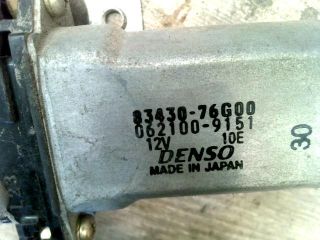 83430-76G00
062100-9151
12V 10E
DENSO
MADE IN JAPAN
30